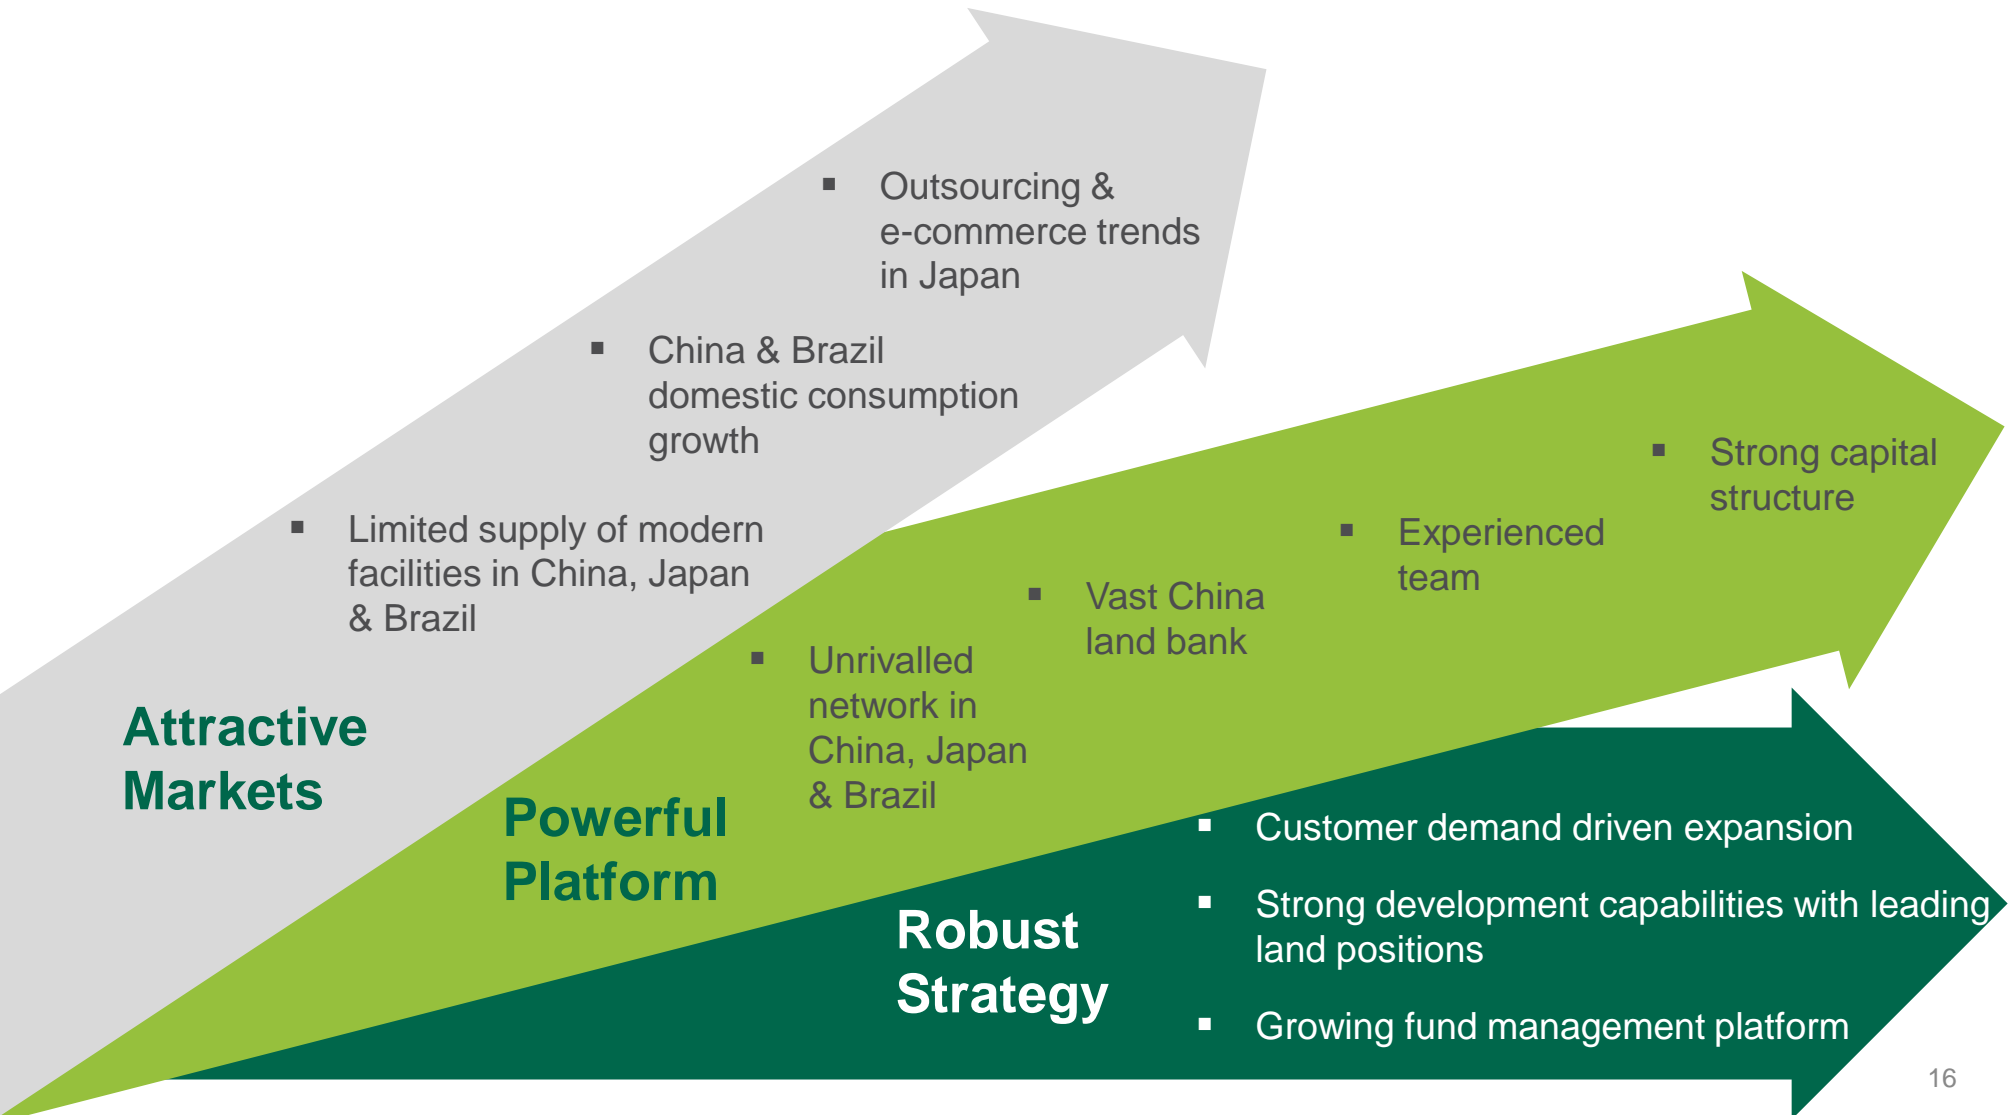 Attractive
Markets
▪ Limited supply of modern
facilities in China, Japan
& Brazil
▪ China & Brazil
domestic consumption
growth
▪ Outsourcing &
e-commerce trends
in Japan
Powerful
Platform
▪ Unrivalled
network in
China, Japan
& Brazil
▪ Vast China
land bank
▪ Experienced
team
▪ Strong capital
structure
Robust
Strategy
▪ Customer demand driven expansion
▪ Strong development capabilities with leading
land positions
▪ Growing fund management platform
16